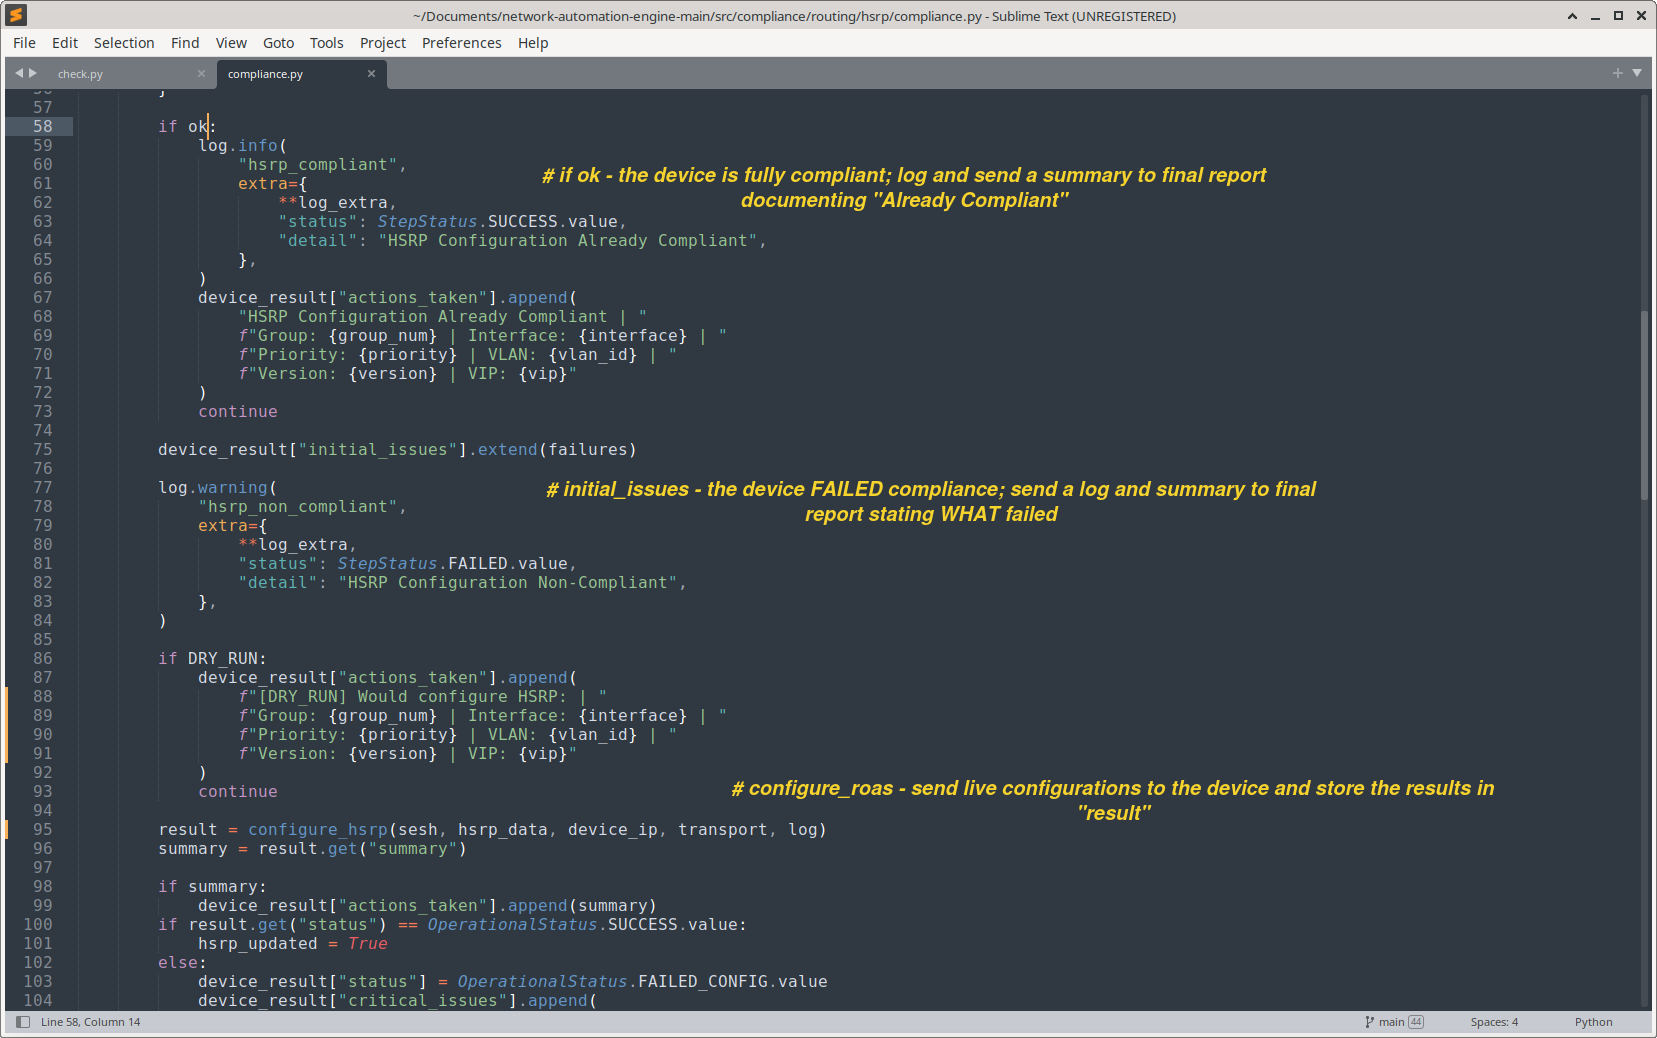 ~/Documents/network-automation-engine-main/src/compliance/routing/hsrp/compliance.py - Sublime Text (UNREGISTERED)
File Edit Selection Find View Goto Tools Project Preferences Help
check.py × compliance.py ×
56 }
57
58 if ok:
59 log.info(
60 "hsrp_compliant",
61 extra={
62 **log_extra,
63 "status": StepStatus.SUCCESS.value,
64 "detail": "HSRP Configuration Already Compliant",
65 },
66 )
# if ok - the device is fully compliant; log and send a summary to final report
documenting "Already Compliant"
67 device_result["actions_taken"].append(
68 "HSRP Configuration Already Compliant | "
69 f"Group: {group_num} | Interface: {interface} | "
70 f"Priority: {priority} | VLAN: {vlan_id} | "
71 f"Version: {version} | VIP: {vip}"
72 )
73 continue
74
75 device_result["initial_issues"].extend(failures)
76
77 log.warning(
78 "hsrp_non_compliant",
79 extra={
80 **log_extra,
81 "status": StepStatus.FAILED.value,
82 "detail": "HSRP Configuration Non-Compliant",
83 },
84 )
# initial_issues - the device FAILED compliance; send a log and summary to final
report stating WHAT failed
85
86 if DRY_RUN:
87 device_result["actions_taken"].append(
88 f"[DRY_RUN] Would configure HSRP: | "
89 f"Group: {group_num} | Interface: {interface} | "
90 f"Priority: {priority} | VLAN: {vlan_id} | "
91 f"Version: {version} | VIP: {vip}"
92 )
93 continue
# configure_roas - send live configurations to the device and store the results in
"result"
94
95 result = configure_hsrp(sesh, hsrp_data, device_ip, transport, log)
96 summary = result.get("summary")
97
98 if summary:
99 device_result["actions_taken"].append(summary)
100 if result.get("status") == OperationalStatus.SUCCESS.value:
101 hsrp_updated = True
102 else:
103 device_result["status"] = OperationalStatus.FAILED_CONFIG.value
104 device_result["critical_issues"].append(
Line 58, Column 14 main 44 Spaces: 4 Python